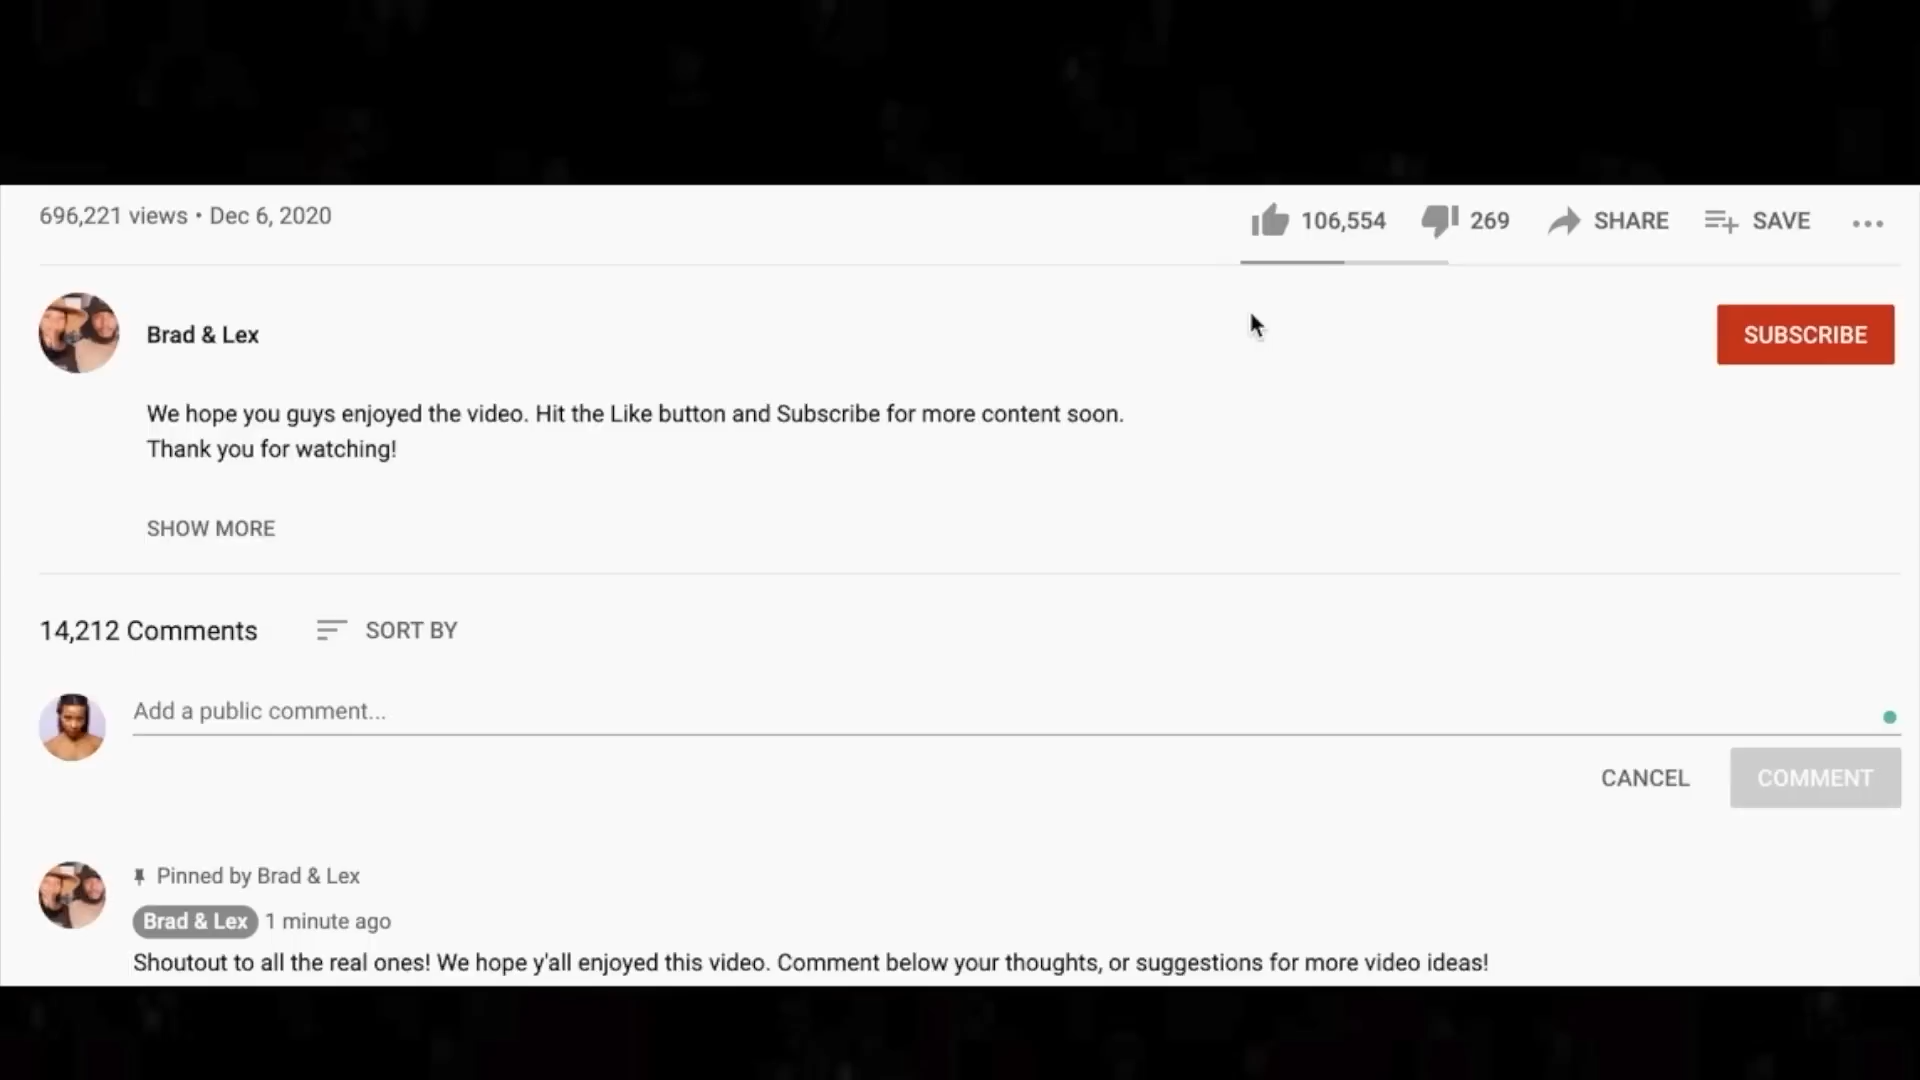 696,221 views • Dec 6, 2020
106,554
269
SHARE
SAVE
Brad & Lex
SUBSCRIBE
We hope you guys enjoyed the video. Hit the Like button and Subscribe for more content soon.
Thank you for watching!
SHOW MORE
14,212 Comments
SORT BY
Add a public comment...
CANCEL
COMMENT
Pinned by Brad & Lex
Brad & Lex 1 minute ago
Shoutout to all the real ones! We hope y'all enjoyed this video. Comment below your thoughts, or suggestions for more video ideas!